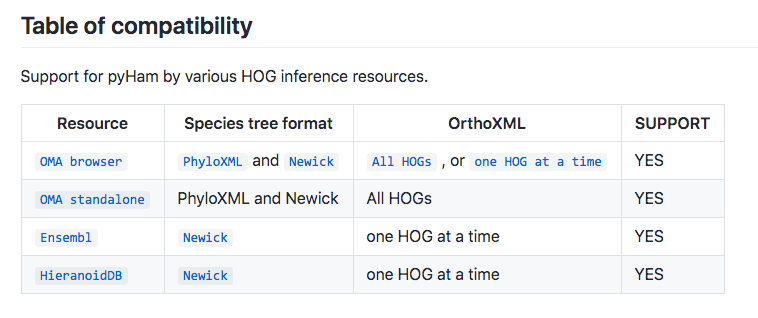 Table of compatibility
Support for pyHam by various HOG inference resources.
Resource Species tree format OrthoXML SUPPORT
OMA browser PhyloXML and Newick All HOGs , or one HOG at a time YES
OMA standalone PhyloXML and Newick All HOGs YES
Ensembl Newick one HOG at a time YES
HieranoidDB Newick one HOG at a time YES